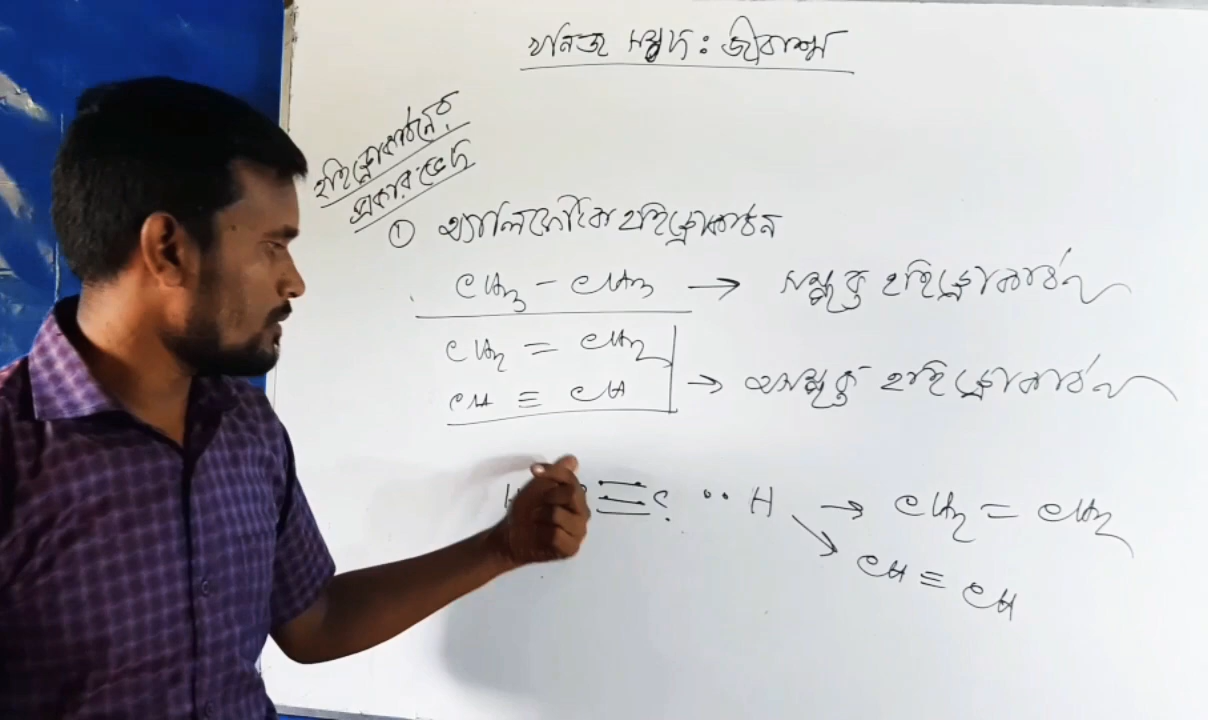 খনিজ সম্পদ : জীবাশ্ম
হাইড্রোকার্বনের
প্রকারভেদ
① অ্যালিফেটিক হাইড্রোকার্বন
CH₃ - CH₃ → সম্পৃক্ত হাইড্রোকার্বন
CH₂ = CH₂
CH ≡ CH → অসম্পৃক্ত হাইড্রোকার্বন
≡ C •• H → CH₂ = CH₂
CH ≡ CH